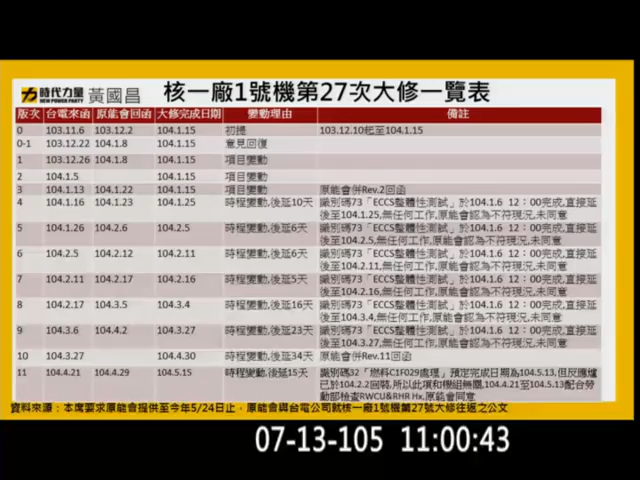 時代力量
NEW POWER PARTY
黃國昌
核一廠1號機第27次大修一覽表
版次 台電來函 原能會回函 大修完成日期 變動理由 備註
0 103.11.6 103.12.2 104.1.15 初提 103.12.10起至104.1.15
0-1 103.12.22 104.1.8 104.1.15 意見回復
1 103.12.26 104.1.8 104.1.15 項目變動
2 104.1.5 104.1.15 項目變動
3 104.1.13 104.1.22 104.1.15 項目變動 原能會併Rev.2回函
4 104.1.16 104.1.23 104.1.25 時程變動,後延10天 識別碼73「ECCS整體性測試」於104.1.6 12:00完成,直接延
後至104.1.25,無任何工作,原能會認為不符現況,未同意
5 104.1.26 104.2.6 104.2.5 時程變動,後延6天 識別碼73「ECCS整體性測試」於104.1.6 12:00完成,直接延
後至104.2.5,無任何工作,原能會認為不符現況,未同意
6 104.2.5 104.2.12 104.2.11 時程變動,後延6天 識別碼73「ECCS整體性測試」於104.1.6 12:00完成,直接延
後至104.2.11,無任何工作,原能會認為不符現況,未同意
7 104.2.11 104.2.17 104.2.16 時程變動,後延5天 識別碼73「ECCS整體性測試」於104.1.6 12:00完成,直接延
後至104.2.16,無任何工作,原能會認為不符現況,未同意
8 104.2.17 104.3.5 104.3.4 時程變動,後延16天 識別碼73「ECCS整體性測試」於104.1.6 12:00完成,直接延
後至104.3.4,無任何工作,原能會認為不符現況,未同意
9 104.3.6 104.4.2 104.3.27 時程變動,後延23天 識別碼73「ECCS整體性測試」於104.1.6 12:00完成,直接延
後至104.3.27,無任何工作,原能會認為不符現況,未同意
10 104.3.27 104.4.30 時程變動,後延34天 原能會併Rev.11回函
11 104.4.21 104.4.29 104.5.15 時程變動,後延15天 識別碼32「燃料C1F029處理」預定完成日期為104.5.13,但反應爐
已於104.2.2回裝,所以此項和機組無關,104.4.21至104.5.13配合勞
動部檢查RWCU&RHR Hx,原能會同意
資料來源:本席要求原能會提供至今年5/24日止,原能會與台電公司就核一廠1號機第27號大修往返之公文
07-13-105 11:00:43